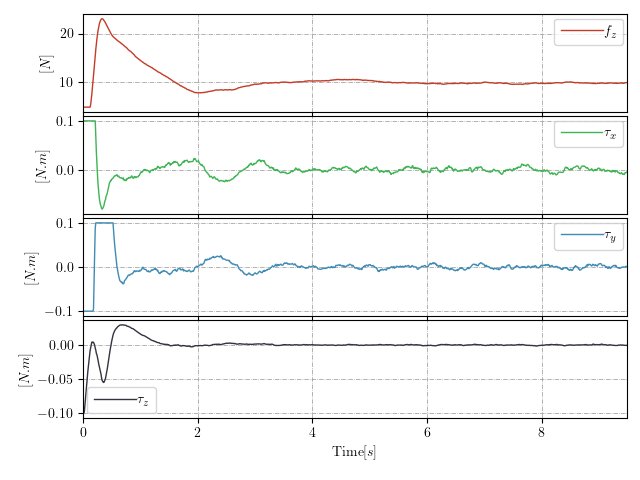 20
10
[N]
f_z
0.1
0.0
[N.m]
τ_x
0.1
0.0
−0.1
[N.m]
τ_y
0.00
−0.05
−0.10
[N.m]
τ_z
0 2 4 6 8
Time[s]